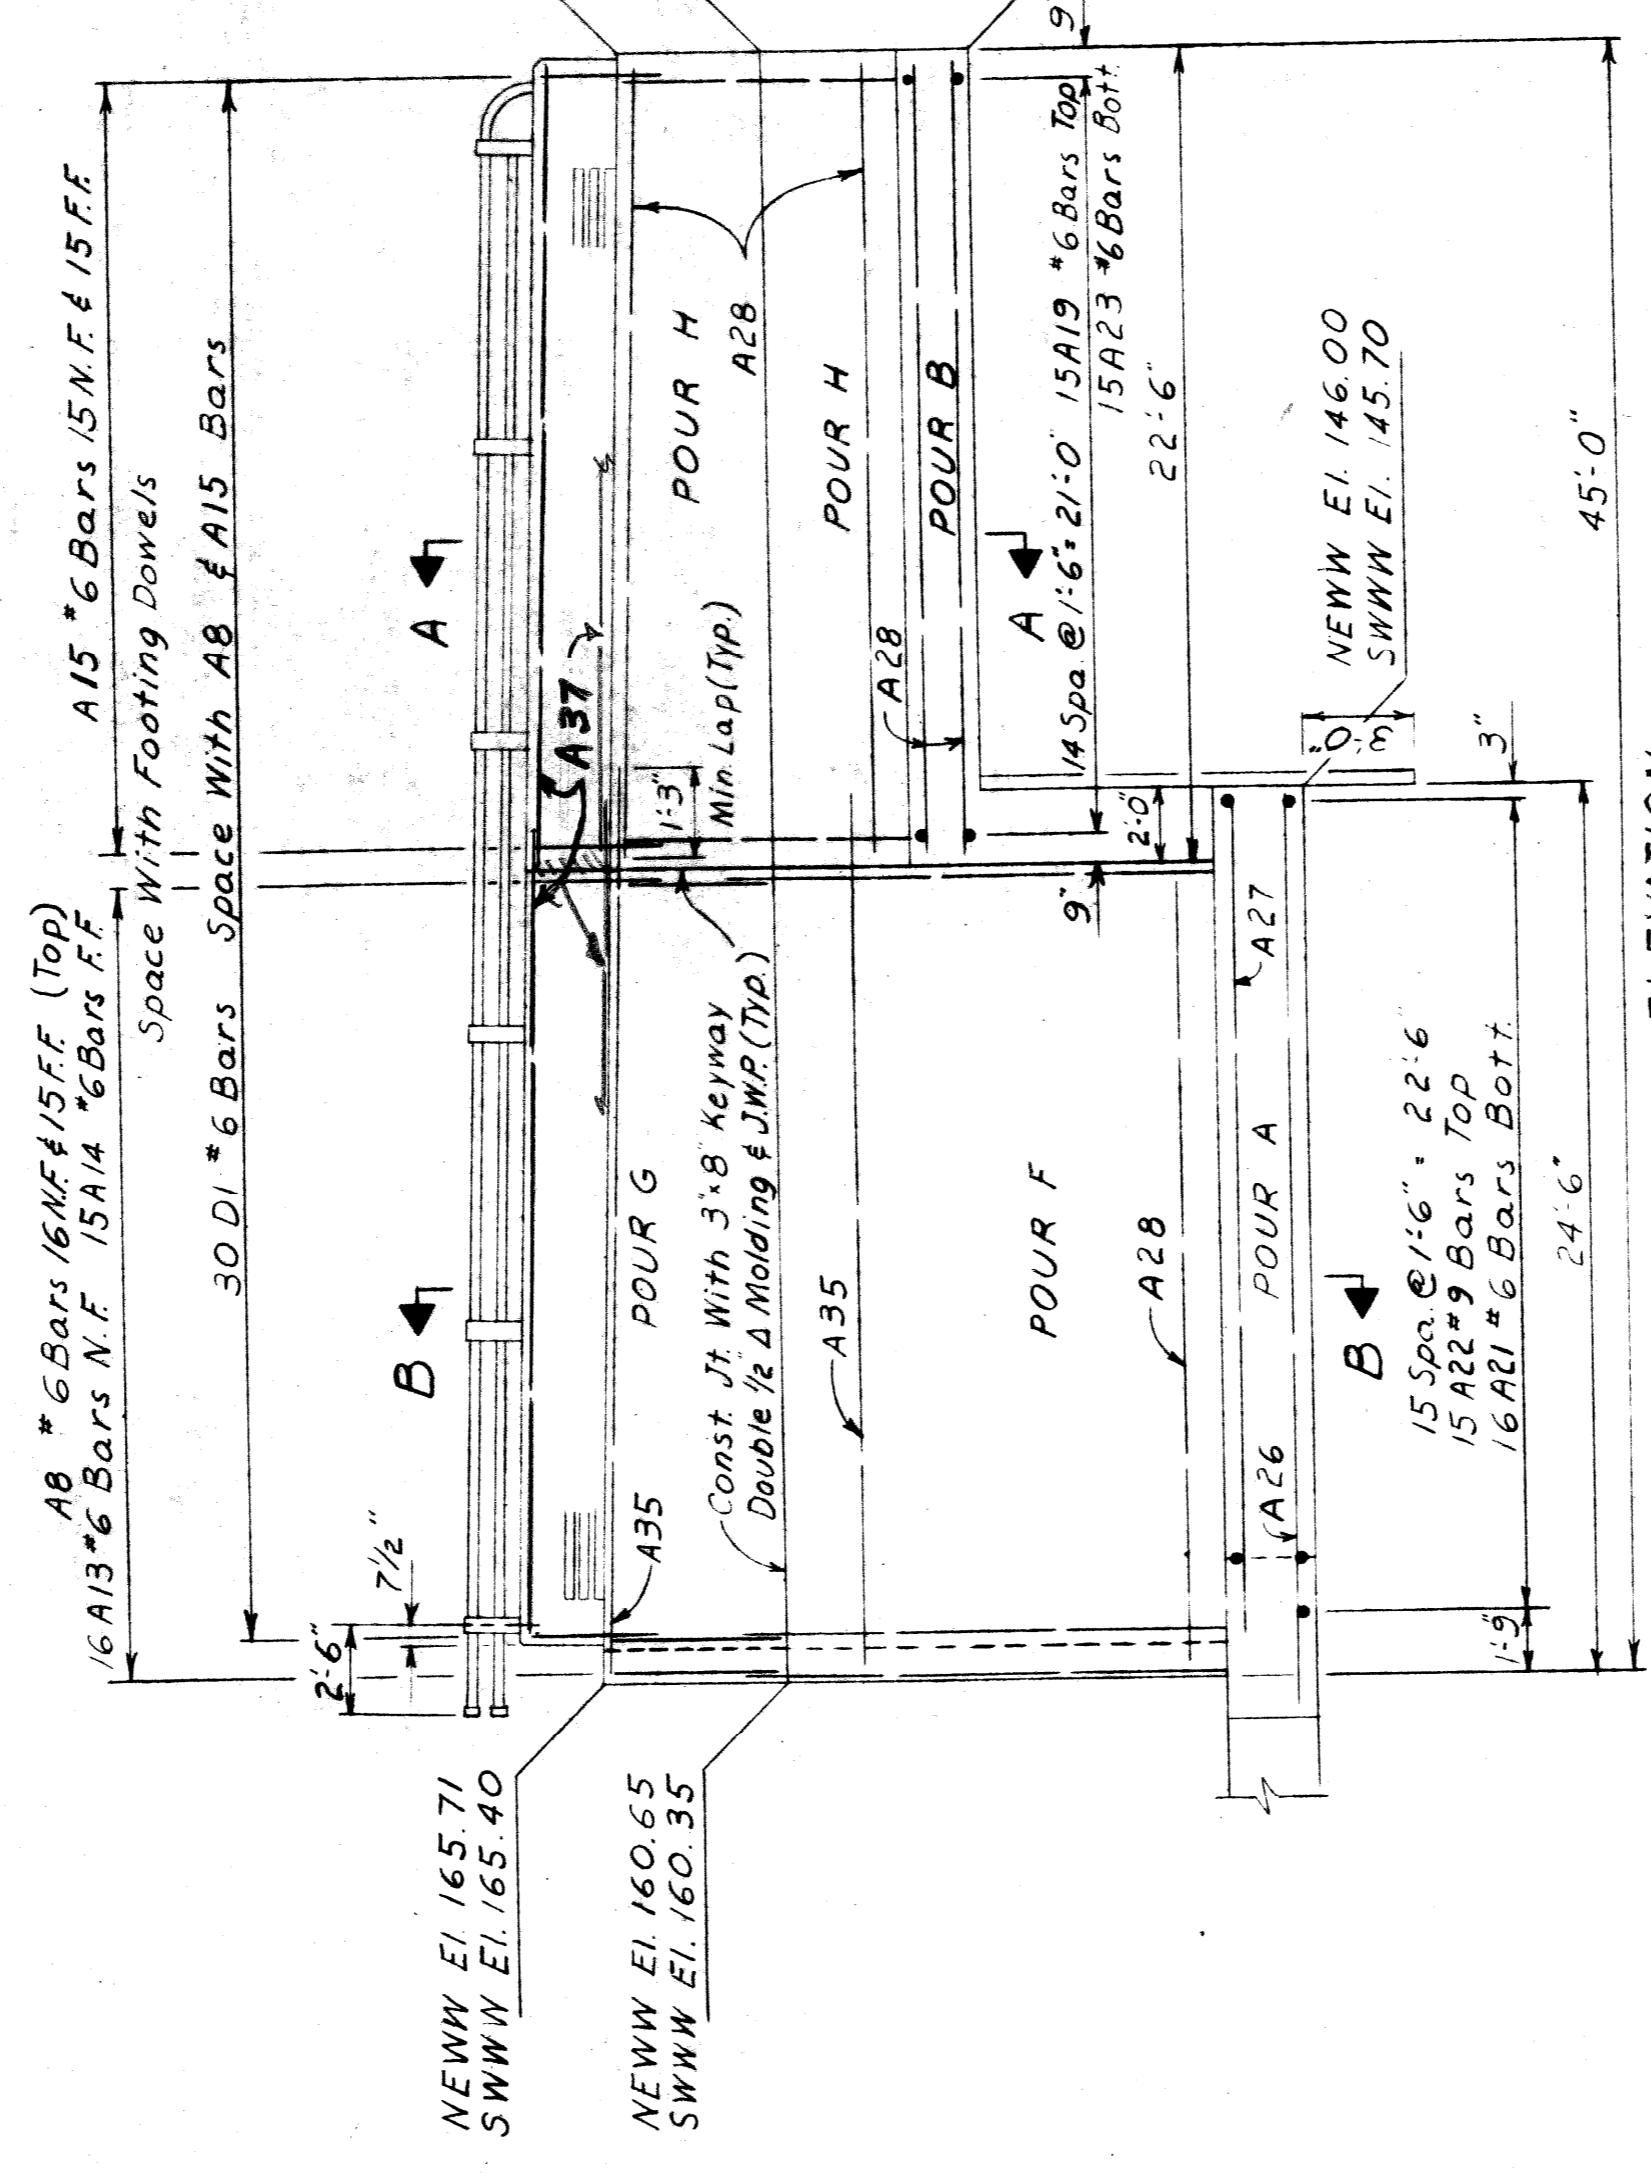 A8 #6 Bars 16 N.F. & 15 F.F. (Top)
16 A13 #6 Bars N.F. 15 A14 #6 Bars F.F.
A15 #6 Bars 15 N.F. & 15 F.F.
Space With Footing Dowels
30 D1 #6 Bars Space With A8 & A15 Bars
7½"
2'-6"
B
A
A37
NEWW El. 165.71
SWWW El. 165.40
A35
POUR G
1'-3"
Min. Lap (Typ.)
POUR H
A28
NEWW El. 160.65
SWWW El. 160.35
Const. Jt. With 3"x8" Keyway
Double ½" Δ Molding & J.W.P. (Typ.)
A35
POUR H
POUR F
A28
A28
POUR B
9"
9
A
14 Spa. @ 1'-6" = 21'-0" 15 A19 #6 Bars Top
15 A23 #6 Bars Bott.
2'-0"
22'-6"
A26
POUR A
A27
3'-0"
NEWW El. 146.00
SWWW El. 145.70
B
15 Spa. @ 1'-6" = 22'-6"
15 A22 #9 Bars Top
16 A21 #6 Bars Bott.
1'-9"
3"
24'-6"
45'-0"